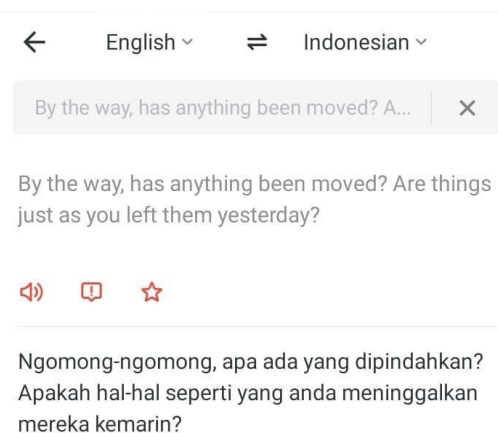 English Indonesian
By the way, has anything been moved? A...
By the way, has anything been moved? Are things
just as you left them yesterday?
Ngomong-ngomong, apa ada yang dipindahkan?
Apakah hal-hal seperti yang anda meninggalkan
mereka kemarin?